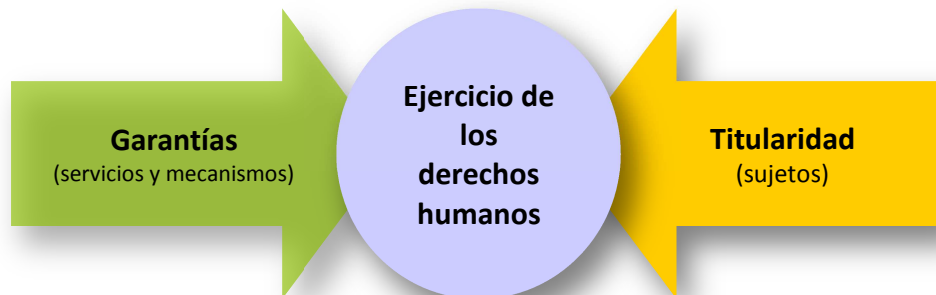 Garantías
(servicios y mecanismos)
Ejercicio de
los
derechos
humanos
Titularidad
(sujetos)